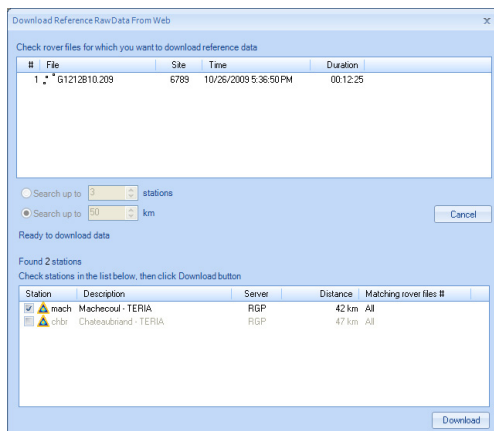 Download Reference Raw Data From Web x
Check rover files for which you want to download reference data
# File Site Time Duration
1 G1212B10.209 6789 10/26/2009 5:36:50 PM 00:12:25
Search up to 3 stations
Search up to 50 km
Cancel
Ready to download data
Found 2 stations
Check stations in the list below, then click Download button
Station Description Server Distance Matching rover files #
mach Machecoul - TERIA RGP 42 km All
chbr Chateaubriand - TERIA RGP 47 km All
Download